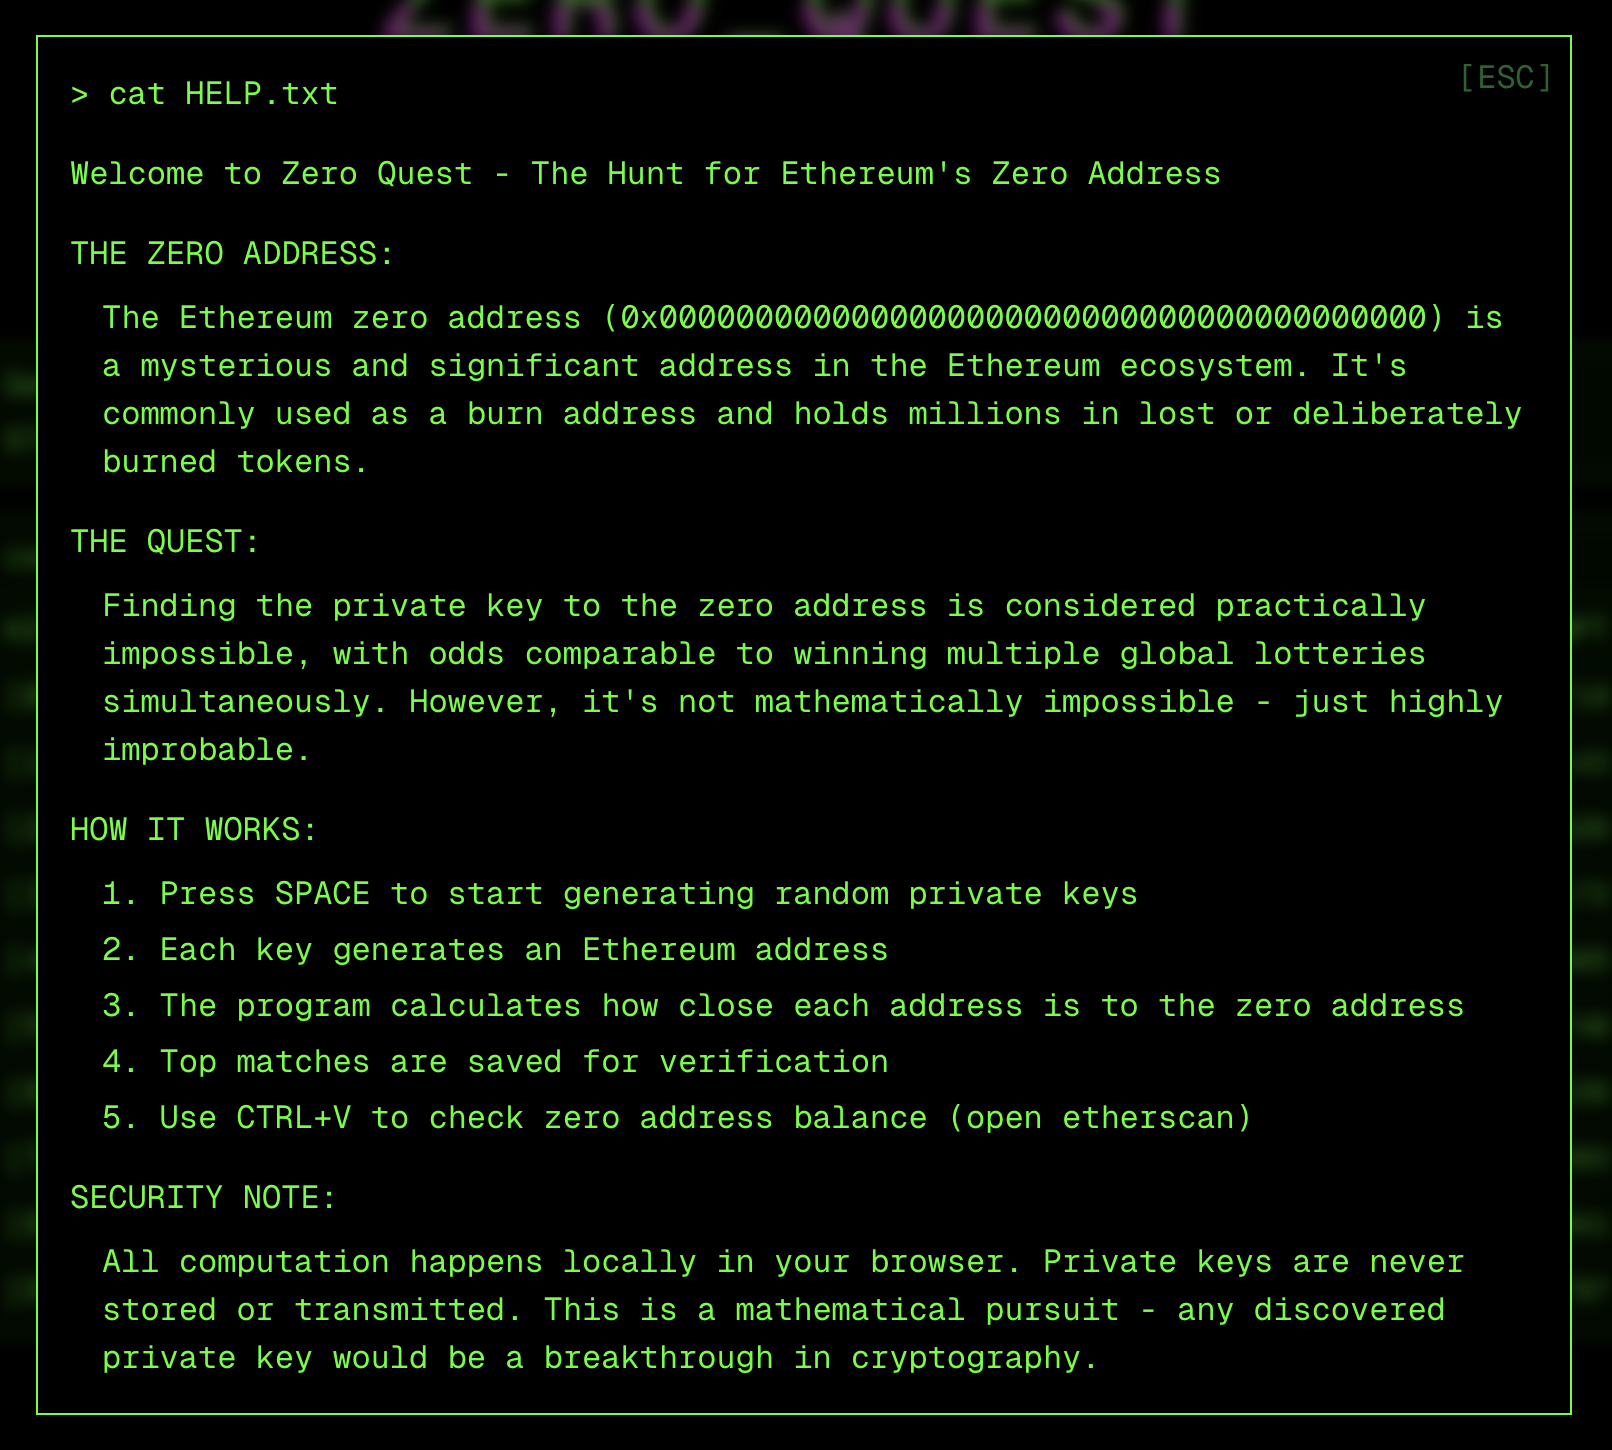 ZERO_QUEST
[ESC]
> cat HELP.txt
Welcome to Zero Quest - The Hunt for Ethereum's Zero Address
THE ZERO ADDRESS:
The Ethereum zero address (0x0000000000000000000000000000000000000000) is
a mysterious and significant address in the Ethereum ecosystem. It's
commonly used as a burn address and holds millions in lost or deliberately
burned tokens.
THE QUEST:
Finding the private key to the zero address is considered practically
impossible, with odds comparable to winning multiple global lotteries
simultaneously. However, it's not mathematically impossible - just highly
improbable.
HOW IT WORKS:
1. Press SPACE to start generating random private keys
2. Each key generates an Ethereum address
3. The program calculates how close each address is to the zero address
4. Top matches are saved for verification
5. Use CTRL+V to check zero address balance (open etherscan)
SECURITY NOTE:
All computation happens locally in your browser. Private keys are never
stored or transmitted. This is a mathematical pursuit - any discovered
private key would be a breakthrough in cryptography.